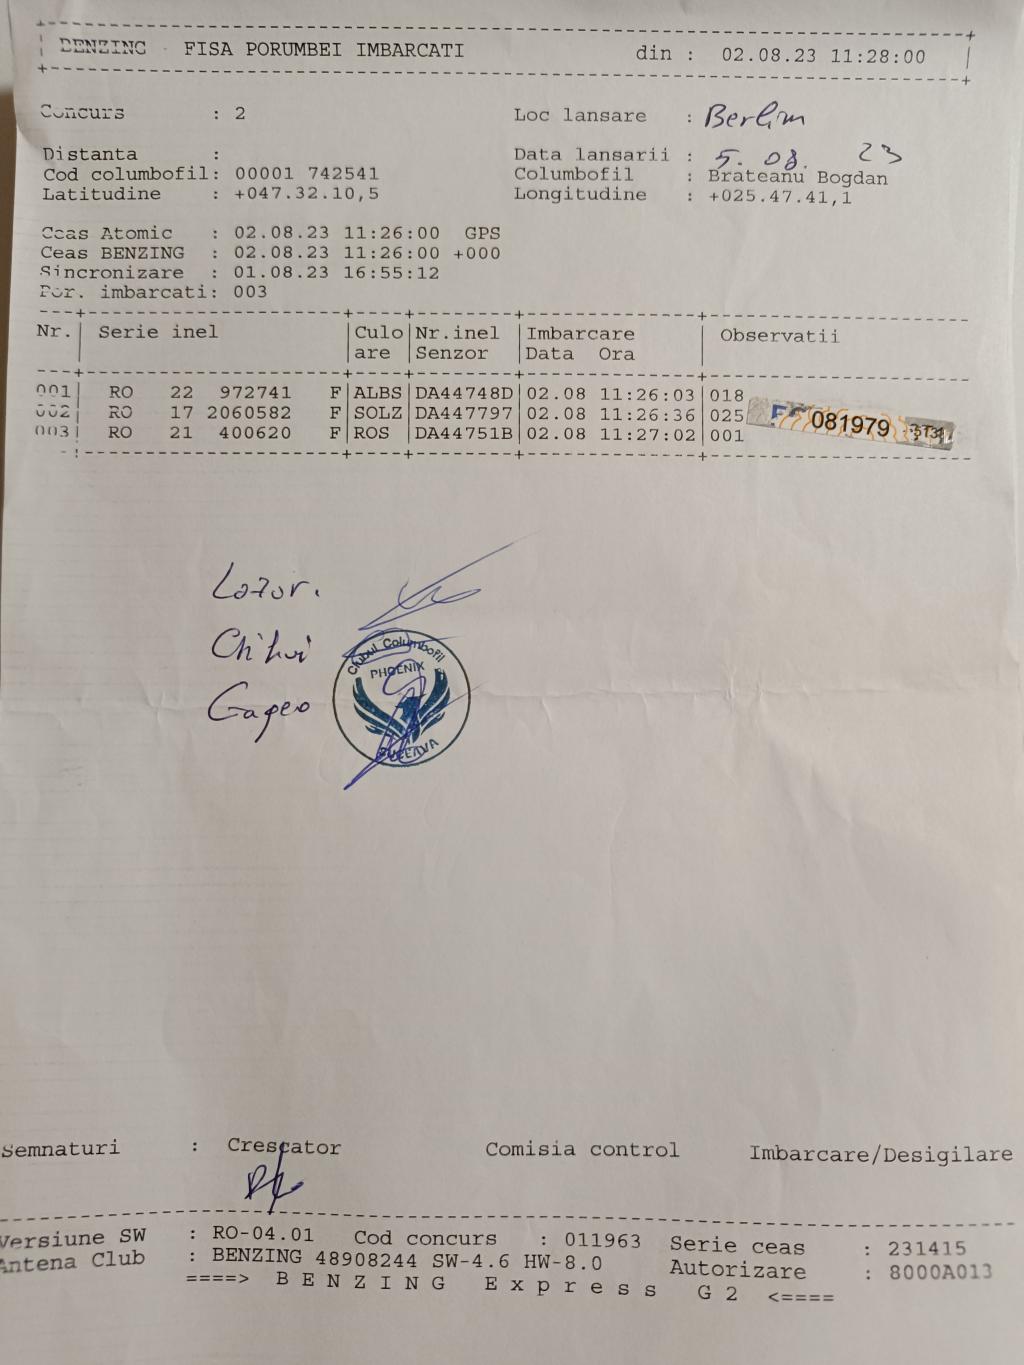 BENZING FISA PORUMBEI IMBARCATI din : 02.08.23 11:28:00
Concurs : 2 Loc lansare : Berlim
Distanta : Data lansarii : 5. 08. 23
Cod columbofil: 00001 742541 Columbofil : Brateanu Bogdan
Latitudine : +047.32.10,5 Longitudine : +025.47.41,1
Ceas Atomic : 02.08.23 11:26:00 GPS
Ceas BENZING : 02.08.23 11:26:00 +000
Sincronizare : 01.08.23 16:55:12
Por. imbarcati: 003
Nr. Serie inel Culo Nr.inel Imbarcare Observatii
are Senzor Data Ora
001 RO 22 972741 F ALBS DA44748D 02.08 11:26:03 018
002 RO 17 2060582 F SOLZ DA447797 02.08 11:26:36 025 081979
003 RO 21 400620 F ROS DA44751B 02.08 11:27:02 001
Clubul Columbofil
PHOENIX
SUCEAVA
Semnaturi : Crescator Comisia control Imbarcare/Desigilare
Versiune SW : RO-04.01 Cod concurs : 011963 Serie ceas : 231415
Antena Club : BENZING 48908244 SW-4.6 HW-8.0 Autorizare : 8000A013
====> B E N Z I N G E x p r e s s G 2 <====